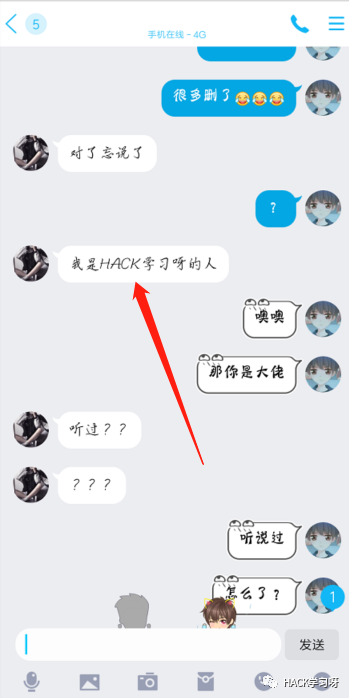 5
手机在线 - 4G
很多删了😂😂😂
对了忘说了
?
我是HACK学习呀的人
噢噢
那你是大佬
听过??
???
听说过
怎么了?
1
发送
HACK学习呀